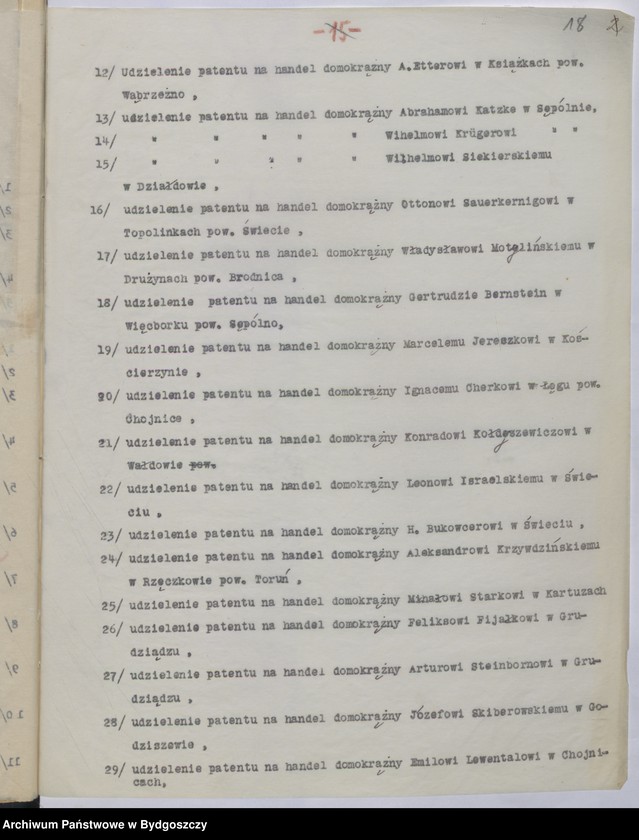 -15-
18
12/ Udzielenie patentu na handel domokrążny A.Etterowi w Książkach pow.
Wąbrzeźno ,
13/ udzielenie patentu na handel domokrążny Abrahamowi Katzke w Sępólnie,
14/ " " " " " Wihelmowi Krügerowi " "
15/ " " " " " Wilhelmowi Siekierskiemu
w Działdowie ,
16/ udzielenie patentu na handel domokrążny Ottonowi Sauerkernigowi w
Topolinkach pow. Świecie ,
17/ udzielenie patentu na handel domokrążny Władysławowi Motylińskiemu w
Drużynach pow. Brodnica ,
18/ udzielenie patentu na handel domokrążny Gertrudzie Bernstein w
Więcborku pow. Sępólno,
19/ udzielenie patentu na handel domokrążny Marcelemu Jereszkowi w Koś-
cierzynie ,
20/ udzielenie patentu na handel domokrążny Ignacemu Cherkowi w Łęgu pow.
Chojnice ,
21/ udzielenie patentu na handel domokrążny Konradowi w
Wałdowie pow.
22/ udzielenie patentu na handel domokrążny Leonowi Israelskiemu w Świe-
ciu ,
23/ udzielenie patentu na handel domokrążny H. Bukowcerowi w Świeciu ,
24/ udzielenie patentu na handel domokrążny Aleksandrowi Krzywdzińskiemu
w Rzęczkowie pow. Toruń ,
25/ udzielenie patentu na handel domokrążny Mihałowi Starkowi w Kartuzach
26/ udzielenie patentu na handel domokrążny Feliksowi Fijałkowi w Gru-
dziądzu ,
27/ udzielenie patentu na handel domokrążny Arturowi Steinbornowi w Gru-
dziądzu ,
28/ udzielenie patentu na handel domokrążny Józefowi Skiberowskiemu w Go-
dziszewie ,
29/ udzielenie patentu na handel domokrążny Emilowi Lewentalowi w Chojni-
cach,
Archiwum Państwowe w Bydgoszczy